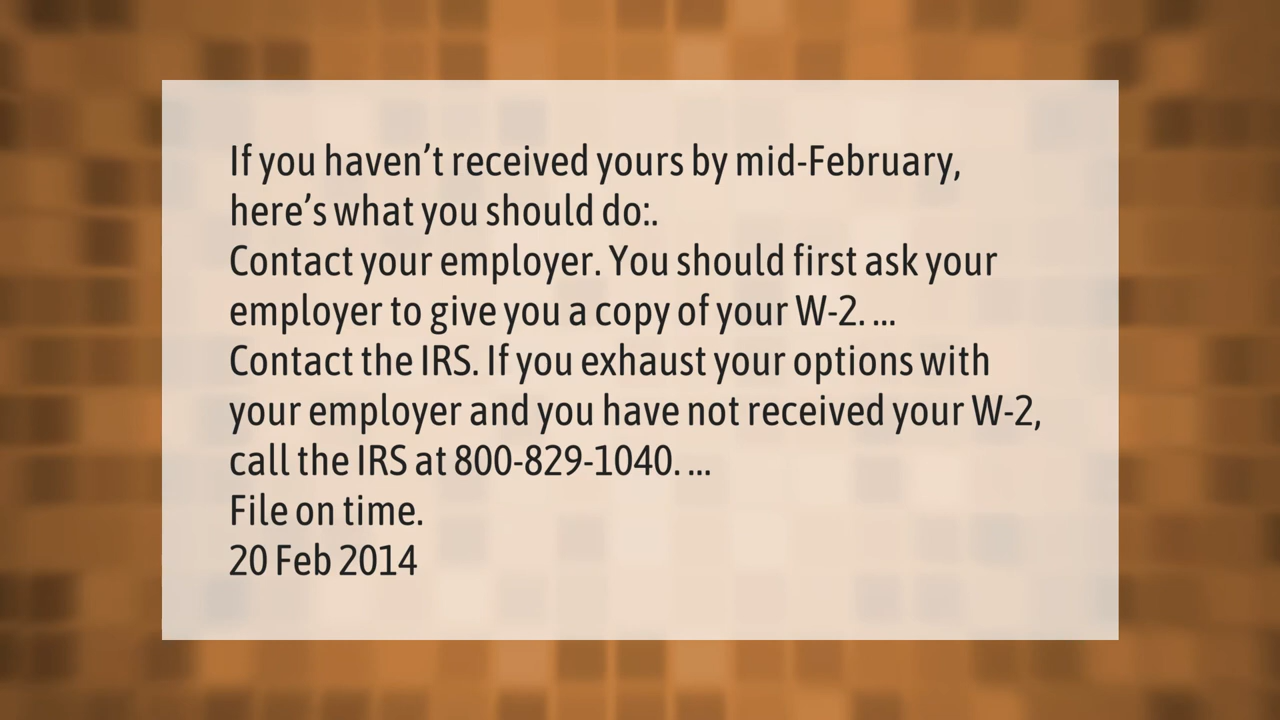 If you haven’t received yours by mid-February,
here’s what you should do:.
Contact your employer. You should first ask your
employer to give you a copy of your W-2. ...
Contact the IRS. If you exhaust your options with
your employer and you have not received your W-2,
call the IRS at 800-829-1040. ...
File on time.
20 Feb 2014